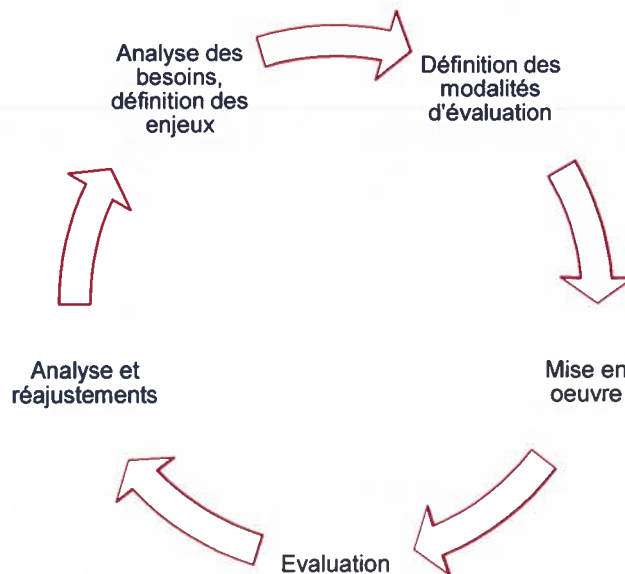 Analyse des
besoins,
définition des
enjeux
Définition des
modalités
d'évaluation
Mise en
oeuvre
Evaluation
Analyse et
réajustements